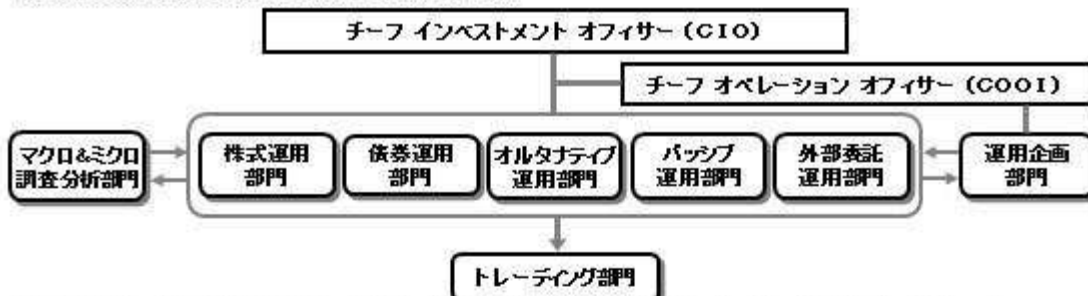 チーフ インベストメント オフィサー (CIO)
チーフ オペレーション オフィサー (COOI)
マクロ&ミクロ
調査分析部門
株式運用
部門
債券運用
部門
オルタナティブ
運用部門
パッシブ
運用部門
外部委託
運用部門
運用企画
部門
トレーディング部門